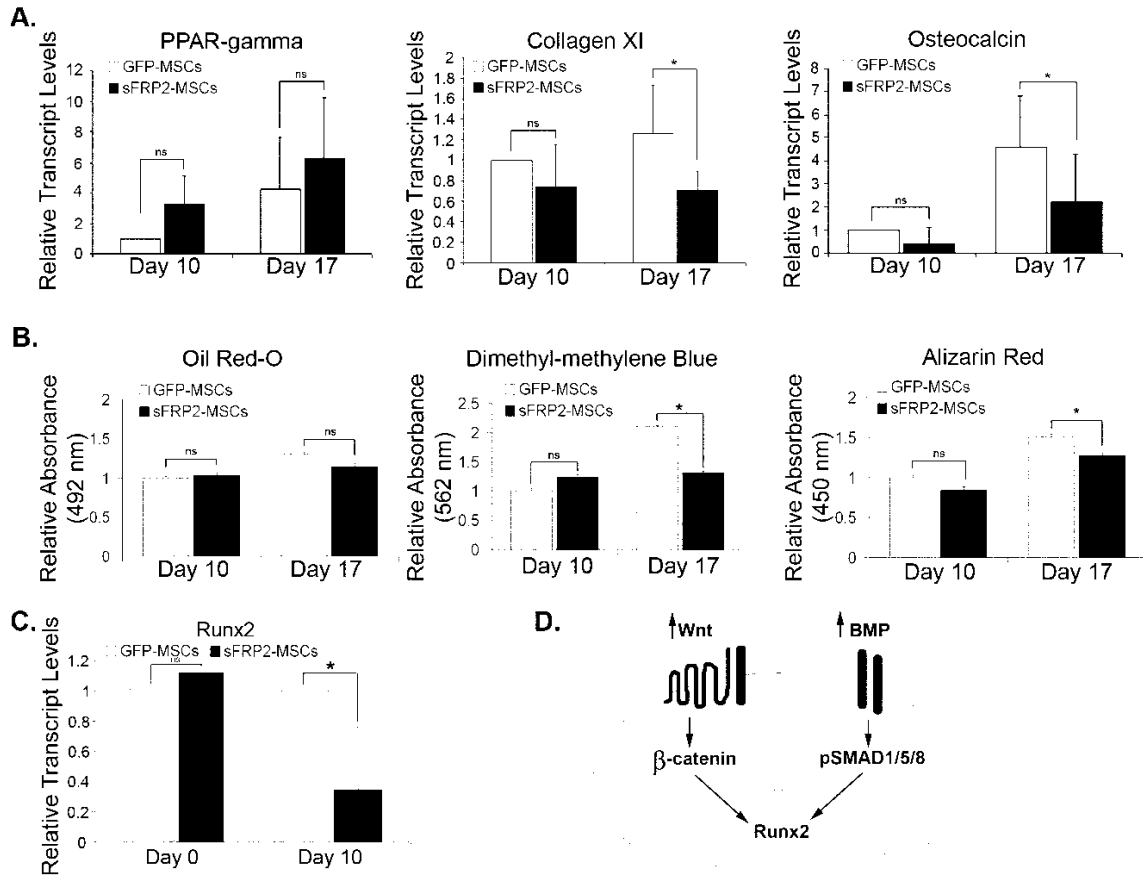 A.
PPAR-gamma
GFP-MSCs
sFRP2-MSCs
Relative Transcript Levels
12
10
8
6
4
2
0
ns
ns
Day 10
Day 17
Collagen XI
GFP-MSCs
sFRP2-MSCs
Relative Transcript Levels
2
1.8
1.6
1.4
1.2
1
0.8
0.6
0.4
0.2
0
ns
*
Day 10
Day 17
Osteocalcin
GFP-MSCs
sFRP2-MSCs
Relative Transcript Levels
8
7
6
5
4
3
2
1
0
ns
*
Day 10
Day 17
B.
Oil Red-O
GFP-MSCs
sFRP2-MSCs
Relative Absorbance
(492 nm)
2
1.5
1
0.5
0
ns
ns
Day 10
Day 17
Dimethyl-methylene Blue
GFP-MSCs
sFRP2-MSCs
Relative Absorbance
(562 nm)
2.5
2
1.5
1
0.5
0
ns
*
Day 10
Day 17
Alizarin Red
GFP-MSCs
sFRP2-MSCs
Relative Absorbance
(450 nm)
2
1.5
1
0.5
0
ns
*
Day 10
Day 17
C.
Runx2
GFP-MSCs
sFRP2-MSCs
Relative Transcript Levels
1.2
1
0.8
0.6
0.4
0.2
0
ns
*
Day 0
Day 10
D.
Wnt
BMP
β-catenin
pSMAD1/5/8
Runx2